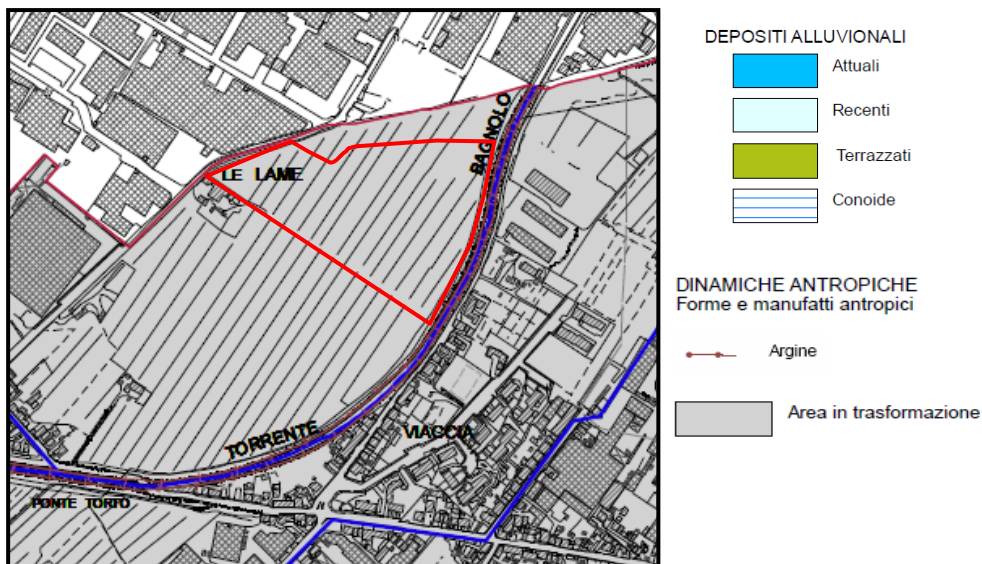 LE LAME
BAGNOLO
TORRENTE
VIACCIA
PONTE TORTO
DEPOSITI ALLUVIONALI
Attuali
Recenti
Terrazzati
Conoide
DINAMICHE ANTROPICHE
Forme e manufatti antropici
Argine
Area in trasformazione